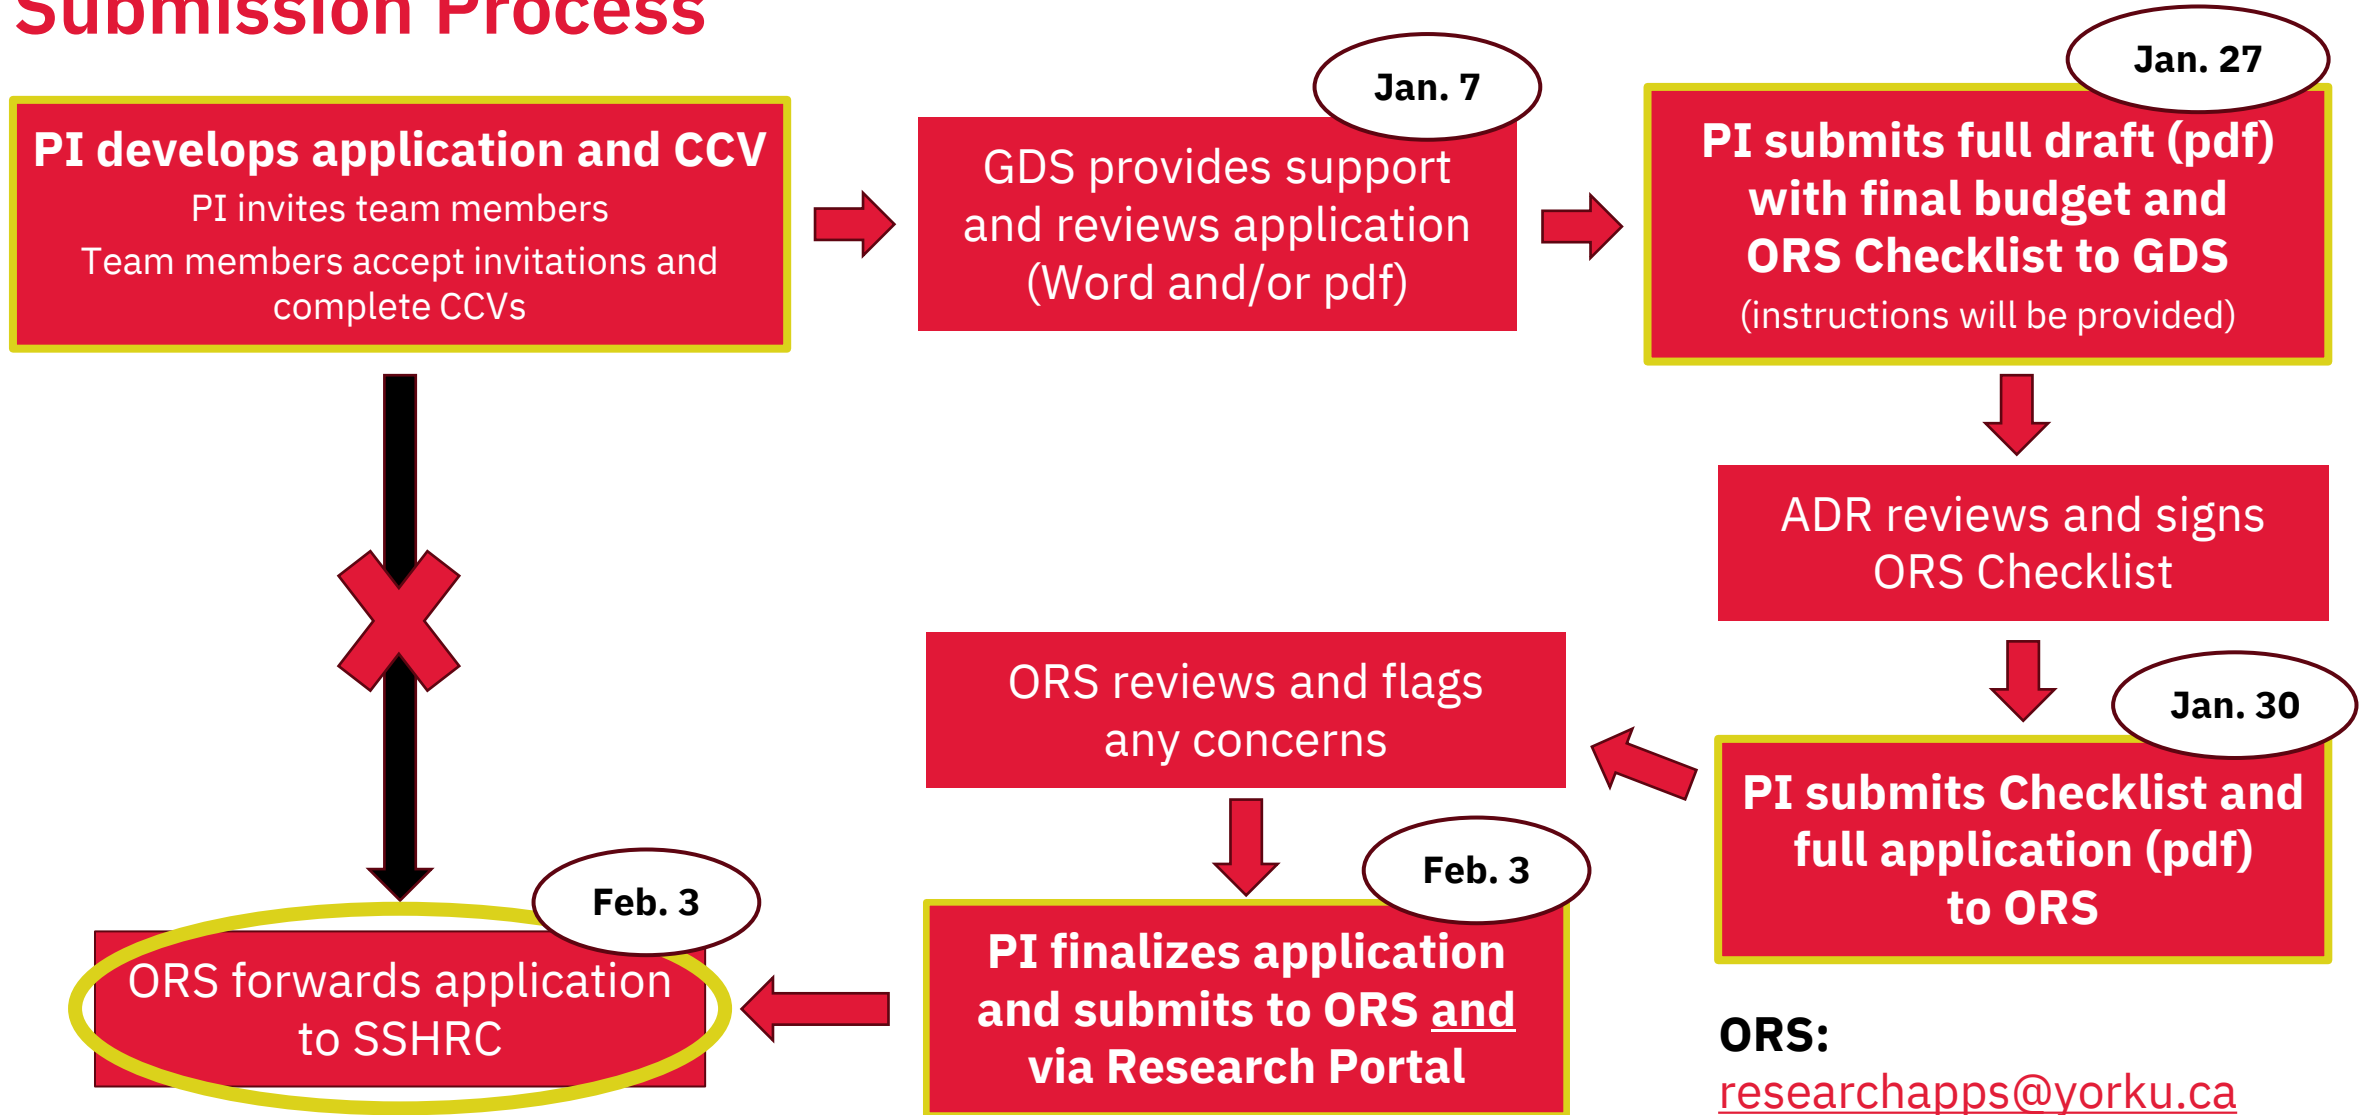 Submission Process
PI develops application and CCV
PI invites team members
Team members accept invitations and
complete CCVs
Jan. 7
GDS provides support
and reviews application
(Word and/or pdf)
Jan. 27
PI submits full draft (pdf)
with final budget and
ORS Checklist to GDS
(instructions will be provided)
ADR reviews and signs
ORS Checklist
Jan. 30
PI submits Checklist and
full application (pdf)
to ORS
ORS reviews and flags
any concerns
Feb. 3
PI finalizes application
and submits to ORS and
via Research Portal
Feb. 3
ORS forwards application
to SSHRC
ORS:
researchapps@yorku.ca